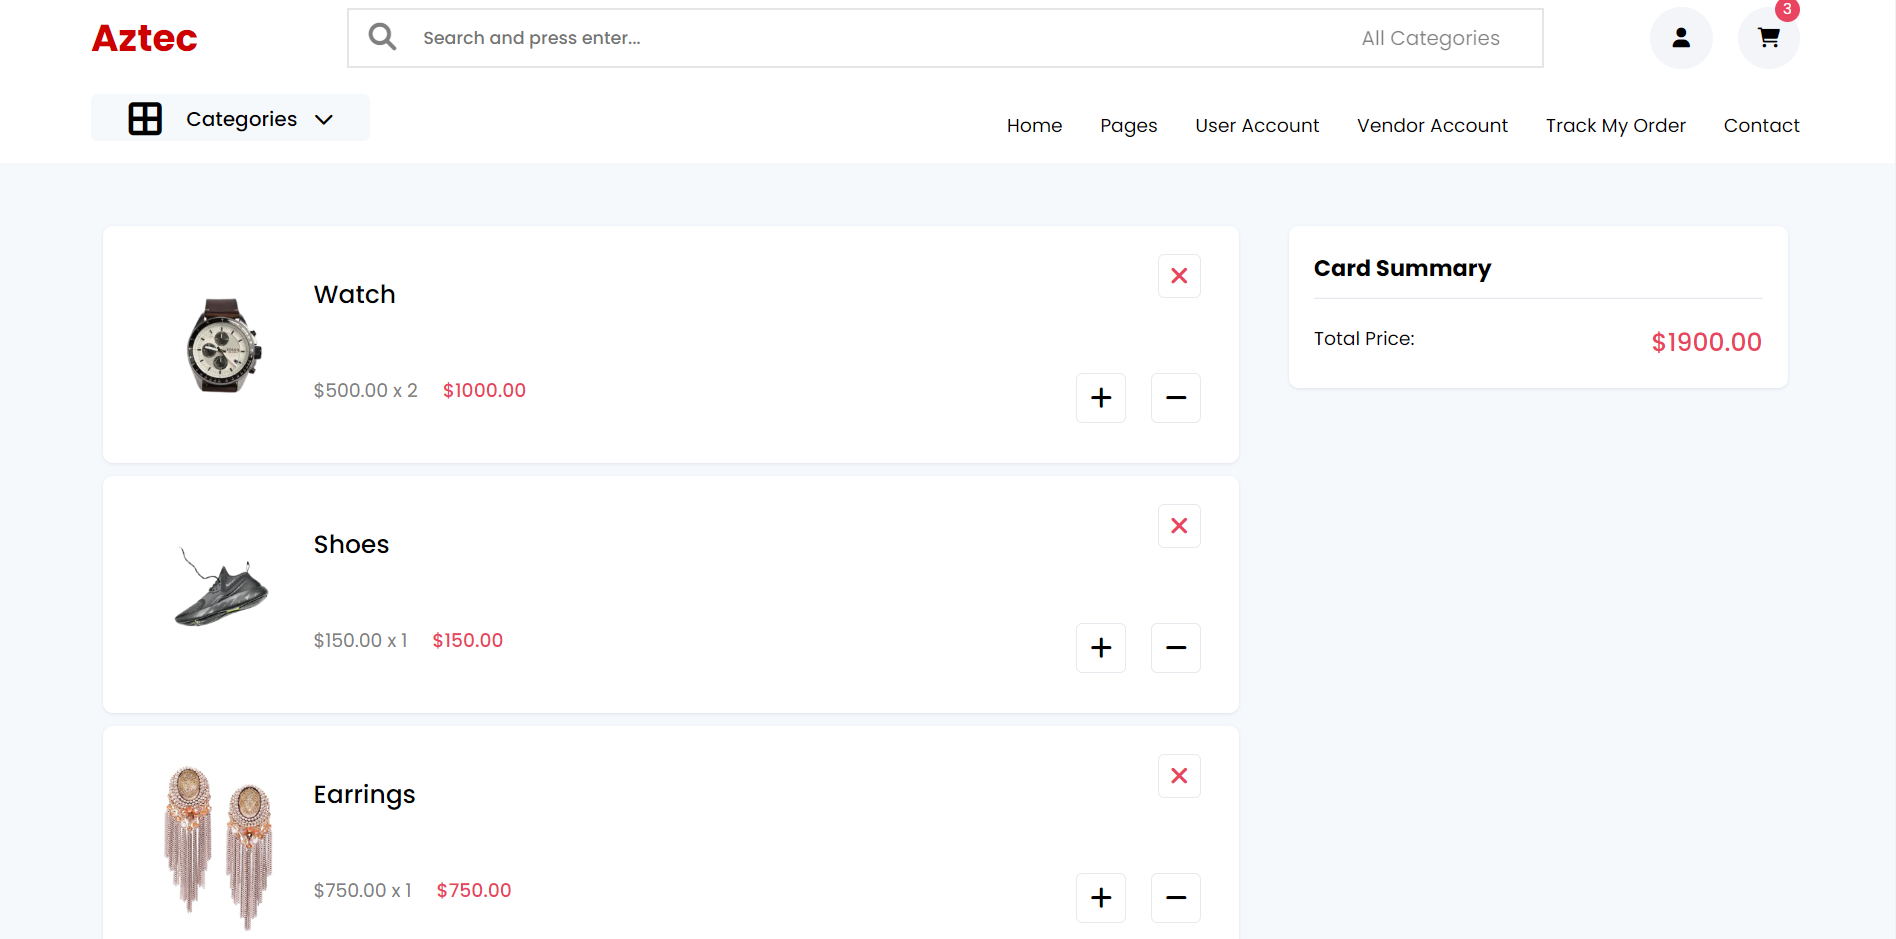 Aztec
Search and press enter...
All Categories
3
Categories
Home
Pages
User Account
Vendor Account
Track My Order
Contact
Watch
$500.00 x 2 $1000.00
Shoes
$150.00 x 1 $150.00
Earrings
$750.00 x 1 $750.00
Card Summary
Total Price: $1900.00